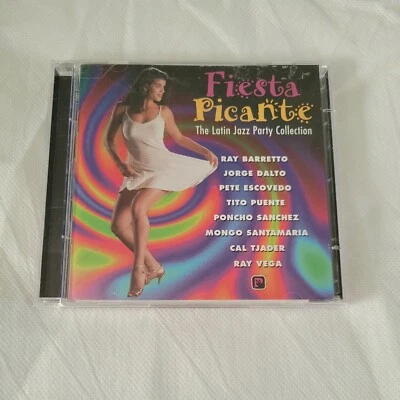 Fiesta
Picante
The Latin Jazz Party Collection
RAY BARRETTO
JORGE DALTO
PETE ESCOVEDO
TITO PUENTE
PONCHO SANCHEZ
MONGO SANTAMARIA
CAL TJADER
RAY VEGA